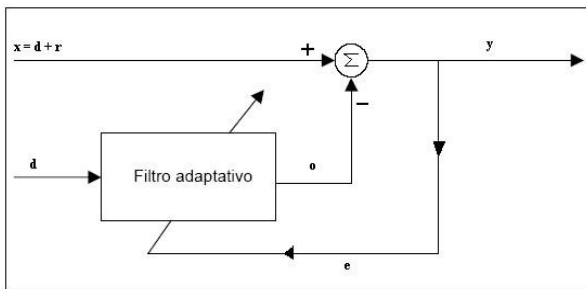 x = d + r
+
Σ
y
−
d
Filtro adaptativo
o
e